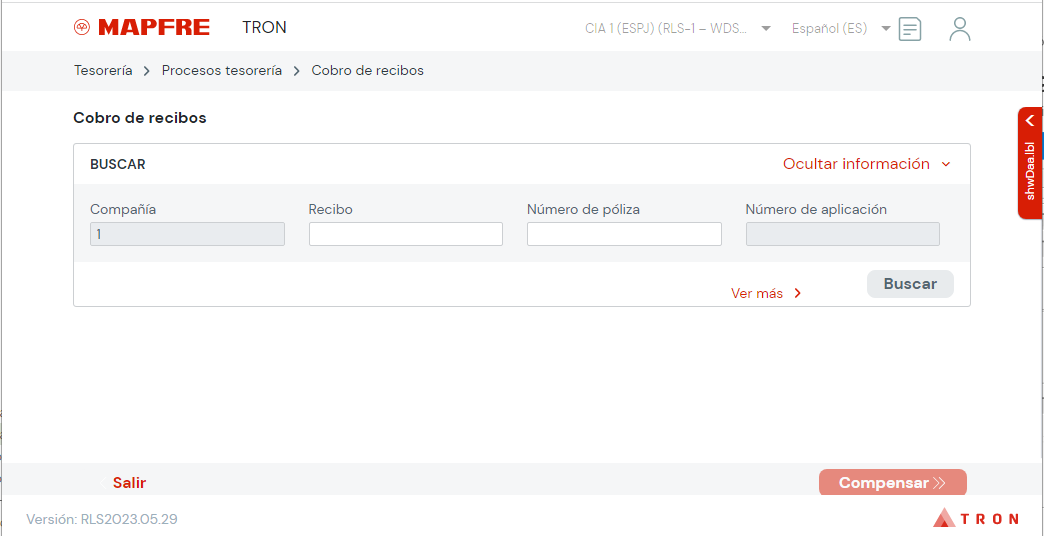 MAPFRE TRON CIA 1 (ESPJ) (RLS-1 – WDS... Español (ES)
Tesorería > Procesos tesorería > Cobro de recibos
Cobro de recibos
BUSCAR Ocultar información
shwDaa.lbl
Compañía Recibo Número de póliza Número de aplicación
1
Ver más Buscar
Salir Compensar
Versión: RLS2023.05.29 TRON